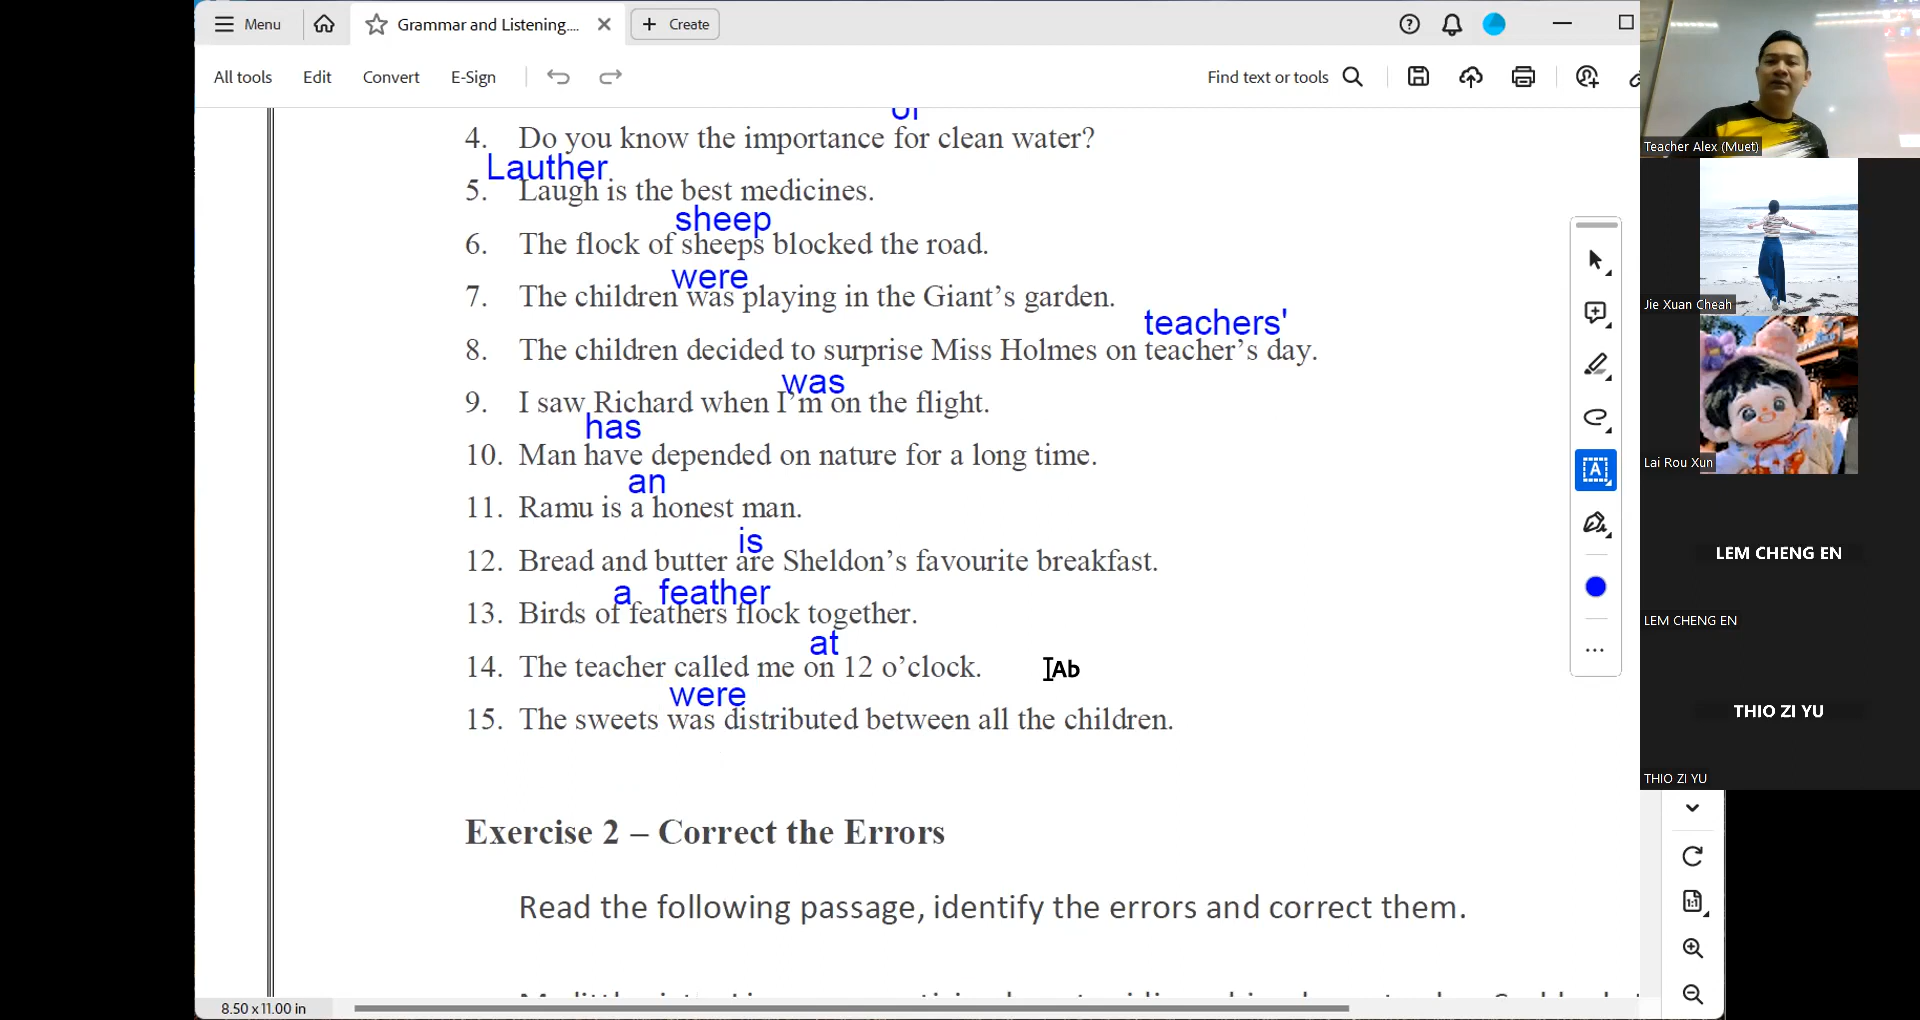 Menu
Grammar and Listening....
Create
All tools
Edit
Convert
E-Sign
Find text or tools
of
4. Do you know the importance for clean water?
Lauther
5. Laugh is the best medicines.
sheep
6. The flock of sheeps blocked the road.
were
7. The children was playing in the Giant’s garden.
teachers'
8. The children decided to surprise Miss Holmes on teacher’s day.
was
9. I saw Richard when I’m on the flight.
has
10. Man have depended on nature for a long time.
an
11. Ramu is a honest man.
is
12. Bread and butter are Sheldon’s favourite breakfast.
a feather
13. Birds of feathers flock together.
at
14. The teacher called me on 12 o’clock.
Ab
were
15. The sweets was distributed between all the children.
Exercise 2 – Correct the Errors
Read the following passage, identify the errors and correct them.
8.50 x 11.00 in
A
1:1
Teacher Alex (Muet)
Jie Xuan Cheah
Lai Rou Xun
LEM CHENG EN
LEM CHENG EN
THIO ZI YU
THIO ZI YU